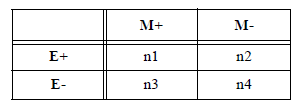 M+ M-
E+ n1 n2
E- n3 n4